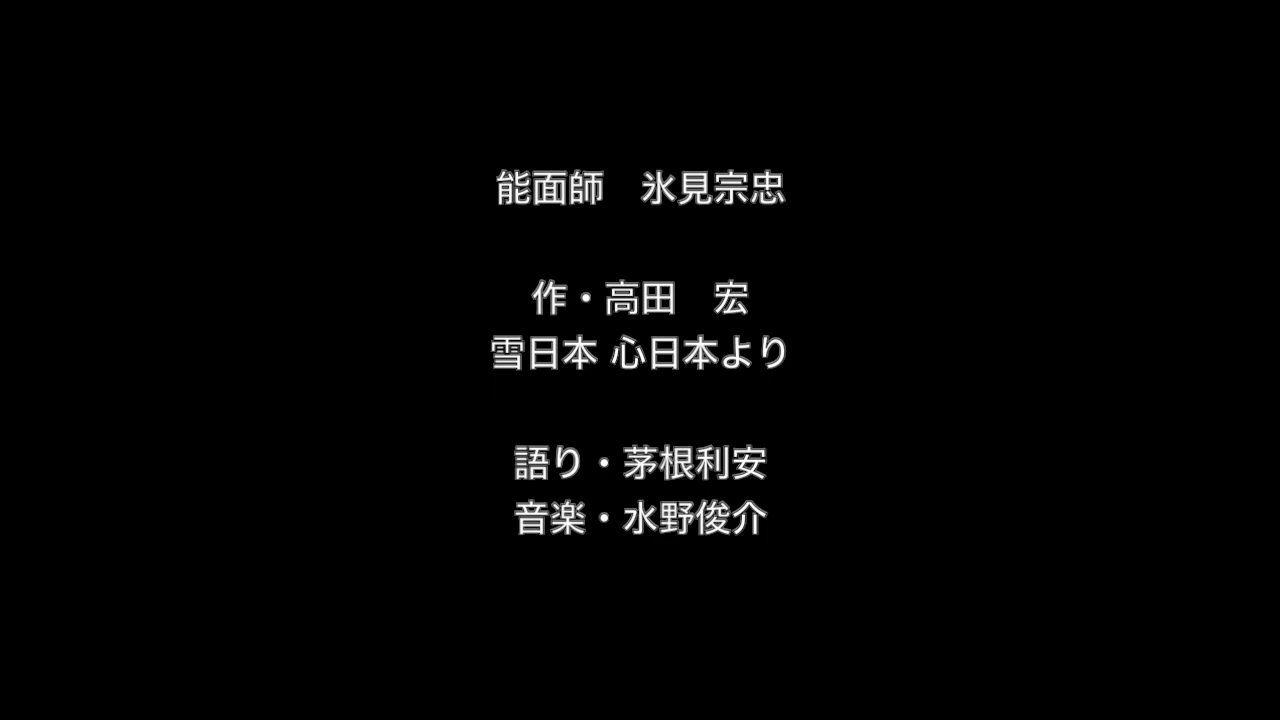 能面師　氷見宗忠
作・高田　宏
雪日本 心日本より
語り・茅根利安
音楽・水野俊介